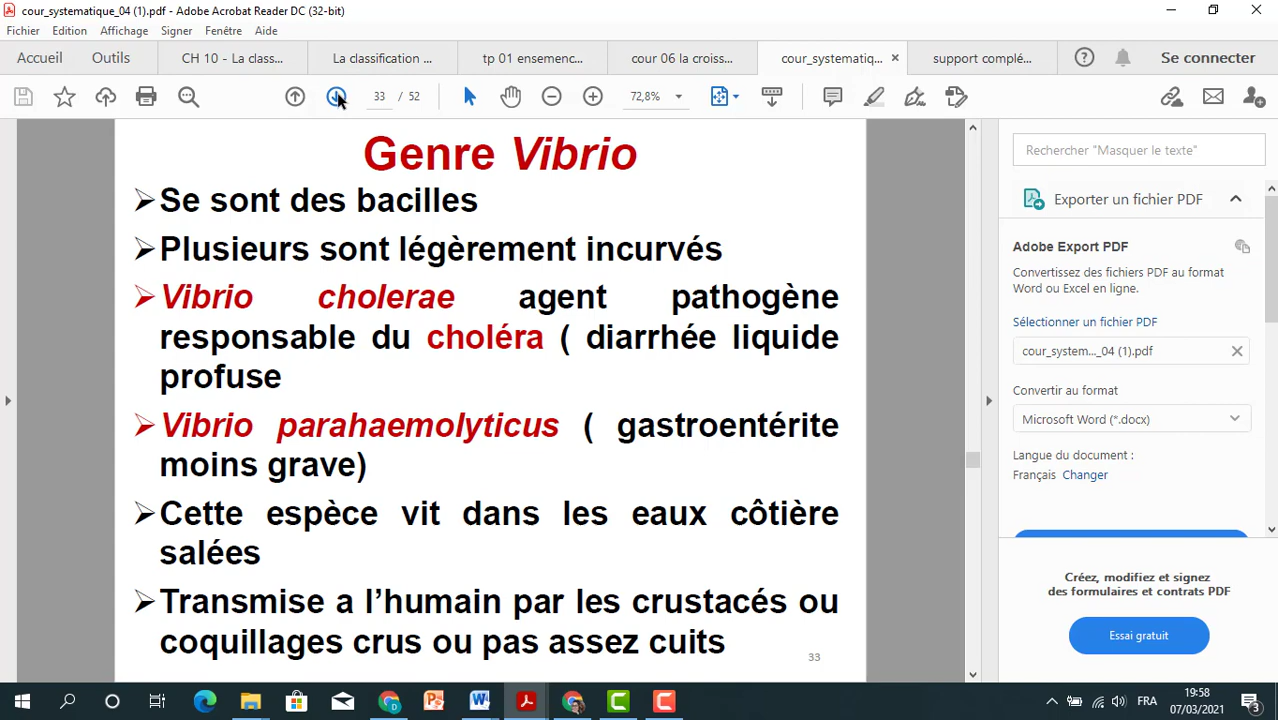 cour_systematique_04 (1).pdf - Adobe Acrobat Reader DC (32-bit)
Fichier Edition Affichage Signer Fenêtre Aide
Accueil Outils CH 10 - La class... La classification ... tp 01 ensemenc... cour 06 la croiss... cour_systematiq... support complé... Se connecter
33 / 52 72,8%
Genre Vibrio
Se sont des bacilles
Plusieurs sont légèrement incurvés
Vibrio cholerae agent pathogène
responsable du choléra ( diarrhée liquide
profuse
Vibrio parahaemolyticus ( gastroentérite
moins grave)
Cette espèce vit dans les eaux côtière
salées
Transmise a l’humain par les crustacés ou
coquillages crus ou pas assez cuits
33
Rechercher "Masquer le texte"
Exporter un fichier PDF
Adobe Export PDF
Convertissez des fichiers PDF au format
Word ou Excel en ligne.
Sélectionner un fichier PDF
cour_system..._04 (1).pdf
Convertir au format
Microsoft Word (*.docx)
Langue du document :
Français Changer
Créez, modifiez et signez
des formulaires et contrats PDF
Essai gratuit
FRA
19:58
07/03/2021
3